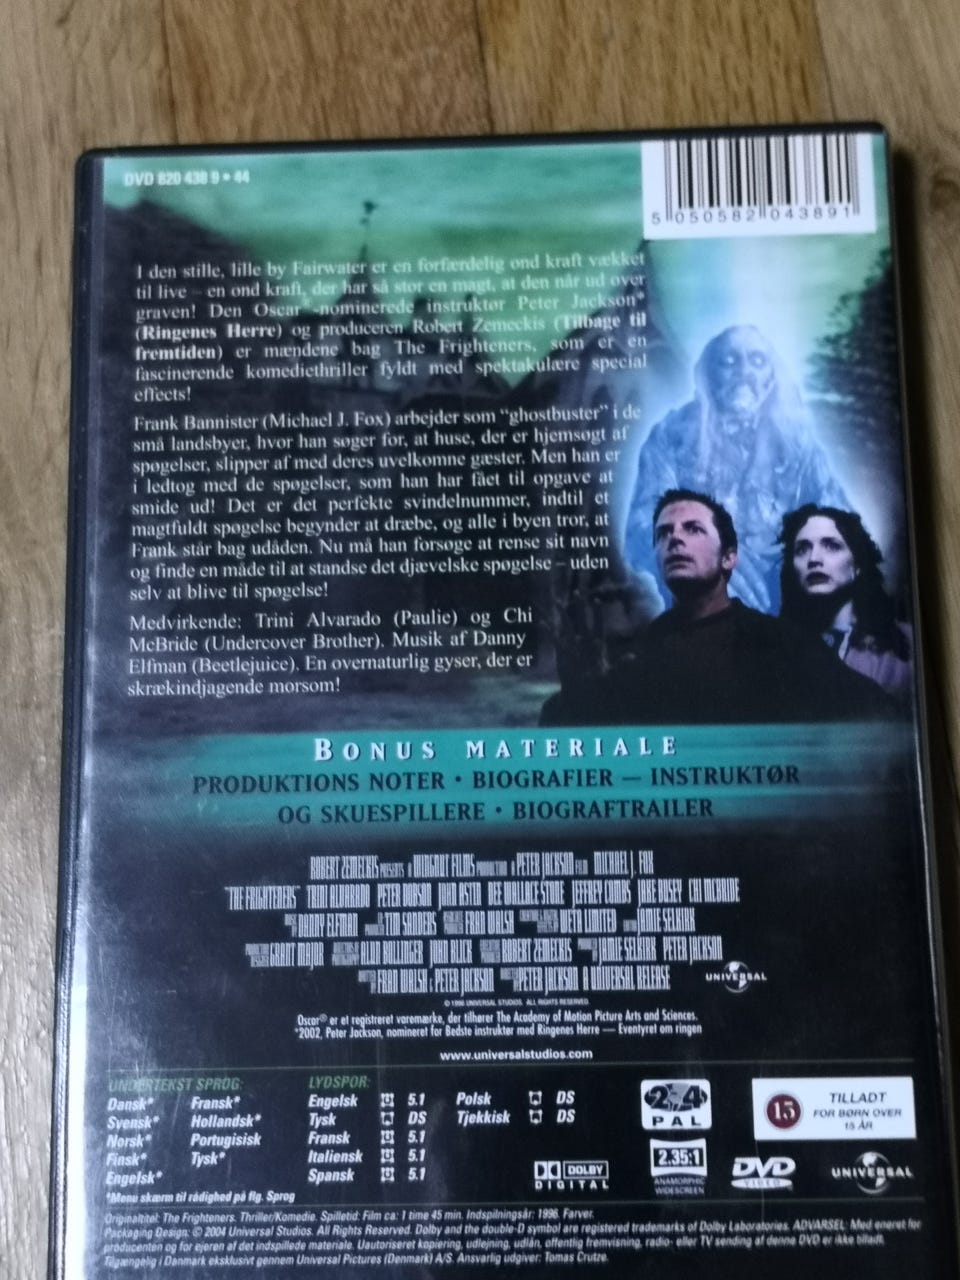 DVD 820 438 9 • 44
5 050582 043891
I den stille, lille by Fairwater er en forfærdelig ond kraft vækket
til live – en ond kraft, der har så stor en magt, at den når ud over
graven! Den Oscar®-nominerede instruktør Peter Jackson*
(Ringenes Herre) og produceren Robert Zemeckis (Tilbage til
fremtiden) er mændene bag The Frighteners, som er en
fascinerende komediethriller fyldt med spektakulære special
effects!
Frank Bannister (Michael J. Fox) arbejder som “ghostbuster” i de
små landsbyer, hvor han søger for, at huse, der er hjemsøgt af
spøgelser, slipper af med deres uvelkomne gæster. Men han er
i ledtog med de spøgelser, som han har fået til opgave at
smide ud! Det er det perfekte svindelnummer, indtil et
magtfuldt spøgelse begynder at dræbe, og alle i byen tror, at
Frank står bag udåden. Nu må han forsøge at rense sit navn
og finde en måde til at standse det djævelske spøgelse – uden
selv at blive til spøgelse!
Medvirkende: Trini Alvarado (Paulie) og Chi
McBride (Undercover Brother). Musik af Danny
Elfman (Beetlejuice). En overnaturlig gyser, der er
skrækindjagende morsom!
BONUS MATERIALE
PRODUKTIONS NOTER • BIOGRAFIER — INSTRUKTØR
OG SKUESPILLERE • BIOGRAFTRAILER
ROBERT ZEMECKIS PRESENTS A WINGNUT FILMS PRODUCTION A PETER JACKSON FILM MICHAEL J. FOX
"THE FRIGHTENERS" TRINI ALVARADO PETER DOBSON JOHN ASTIN DEE WALLACE STONE JEFFREY COMBS JAKE BUSEY CHI MCBRIDE
DANNY ELFMAN TIM SANDERS FRAN WALSH WETA LIMITED JAMIE SELKIRK
GRANT MAJOR ALUN BOLLINGER JOHN BLICK ROBERT ZEMECKIS JAMIE SELKIRK PETER JACKSON
FRAN WALSH & PETER JACKSON PETER JACKSON A UNIVERSAL RELEASE
UNIVERSAL
© 1996 UNIVERSAL STUDIOS. ALL RIGHTS RESERVED.
Oscar® er et registreret varemærke, der tilhører The Academy of Motion Picture Arts and Sciences.
*2002, Peter Jackson, nomineret for Bedste instruktør med Ringenes Herre — Eventyret om ringen
www.universalstudios.com
UNDERTEKST SPROG:
Dansk* Fransk*
Svensk* Hollandsk*
Norsk* Portugisisk
Finsk* Tysk*
Engelsk*
*Menu skærm til rådighed på flg. Sprog
LYDSPOR:
Engelsk 5.1 Polsk DS
Tysk DS Tjekkisk DS
Fransk 5.1
Italiensk 5.1
Spansk 5.1
DOLBY
DIGITAL
2 4
PAL
2.35:1
ANAMORPHIC
WIDESCREEN
15
TILLADT
FOR BØRN OVER
15 ÅR
DVD
VIDEO
UNIVERSAL
Originaltitel: The Frighteners. Thriller/Komedie. Spilletid: Film ca: 1 time 45 min. Indspilningsår: 1996. Farver.
Packaging Design: © 2004 Universal Studios. All Rights Reserved. Dolby and the double-D symbol are registered trademarks of Dolby Laboratories. ADVARSEL: Med eneret for
producenten og for ejeren af det indspillede materiale. Uautoriseret kopiering, udlejning, udlån, offentlig fremvisning, radio- eller TV sending af denne DVD er ikke tilladt.
Tilgængelig i Danmark eksklusivt gennem Universal Pictures (Denmark) A/S. Ansvarlig udgiver: Tomas Crutze.